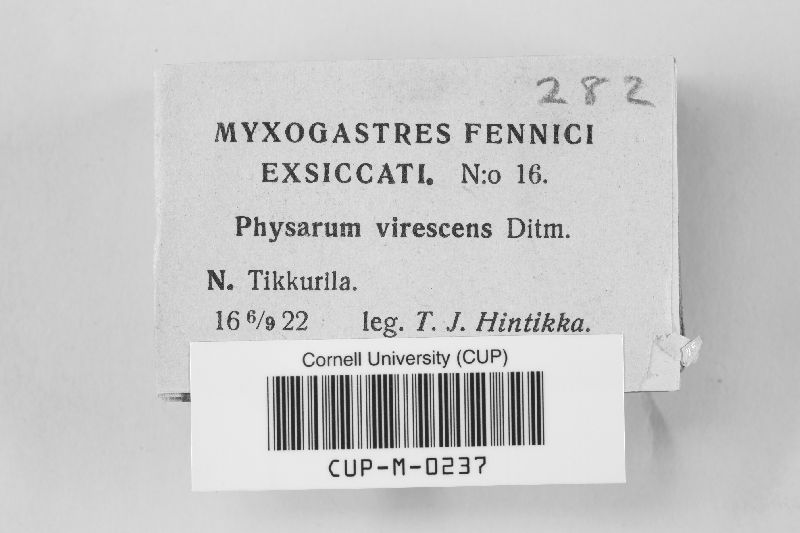 282
MYXOGASTRES FENNICI
EXSICCATI. N:o 16.
Physarum virescens Ditm.
N. Tikkurila.
16 6/9 22 leg. T. J. Hintikka.
Cornell University (CUP)
CUP-M-0237